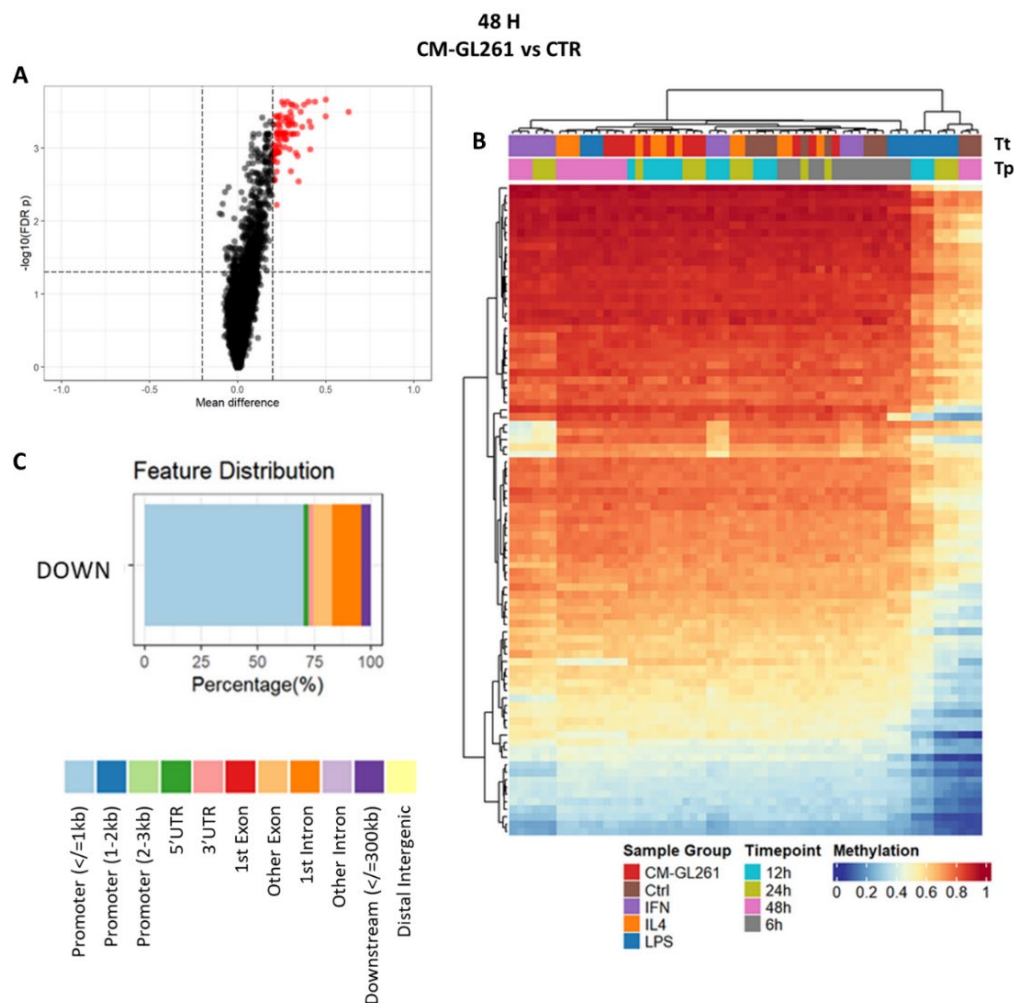 48 H
CM-GL261 vs CTR
A
-log10(FDR p)
3
2
1
0
-1.0 -0.5 0.0 0.5 1.0
Mean difference
B
Tt
Tp
C
Feature Distribution
DOWN
0 25 50 75 100
Percentage(%)
Promoter (</=1kb)
Promoter (1-2kb)
Promoter (2-3kb)
5'UTR
3'UTR
1st Exon
Other Exon
1st Intron
Other Intron
Downstream (</=300kb)
Distal Intergenic
Sample Group
CM-GL261
Ctrl
IFN
IL4
LPS
Timepoint
12h
24h
48h
6h
Methylation
0 0.2 0.4 0.6 0.8 1